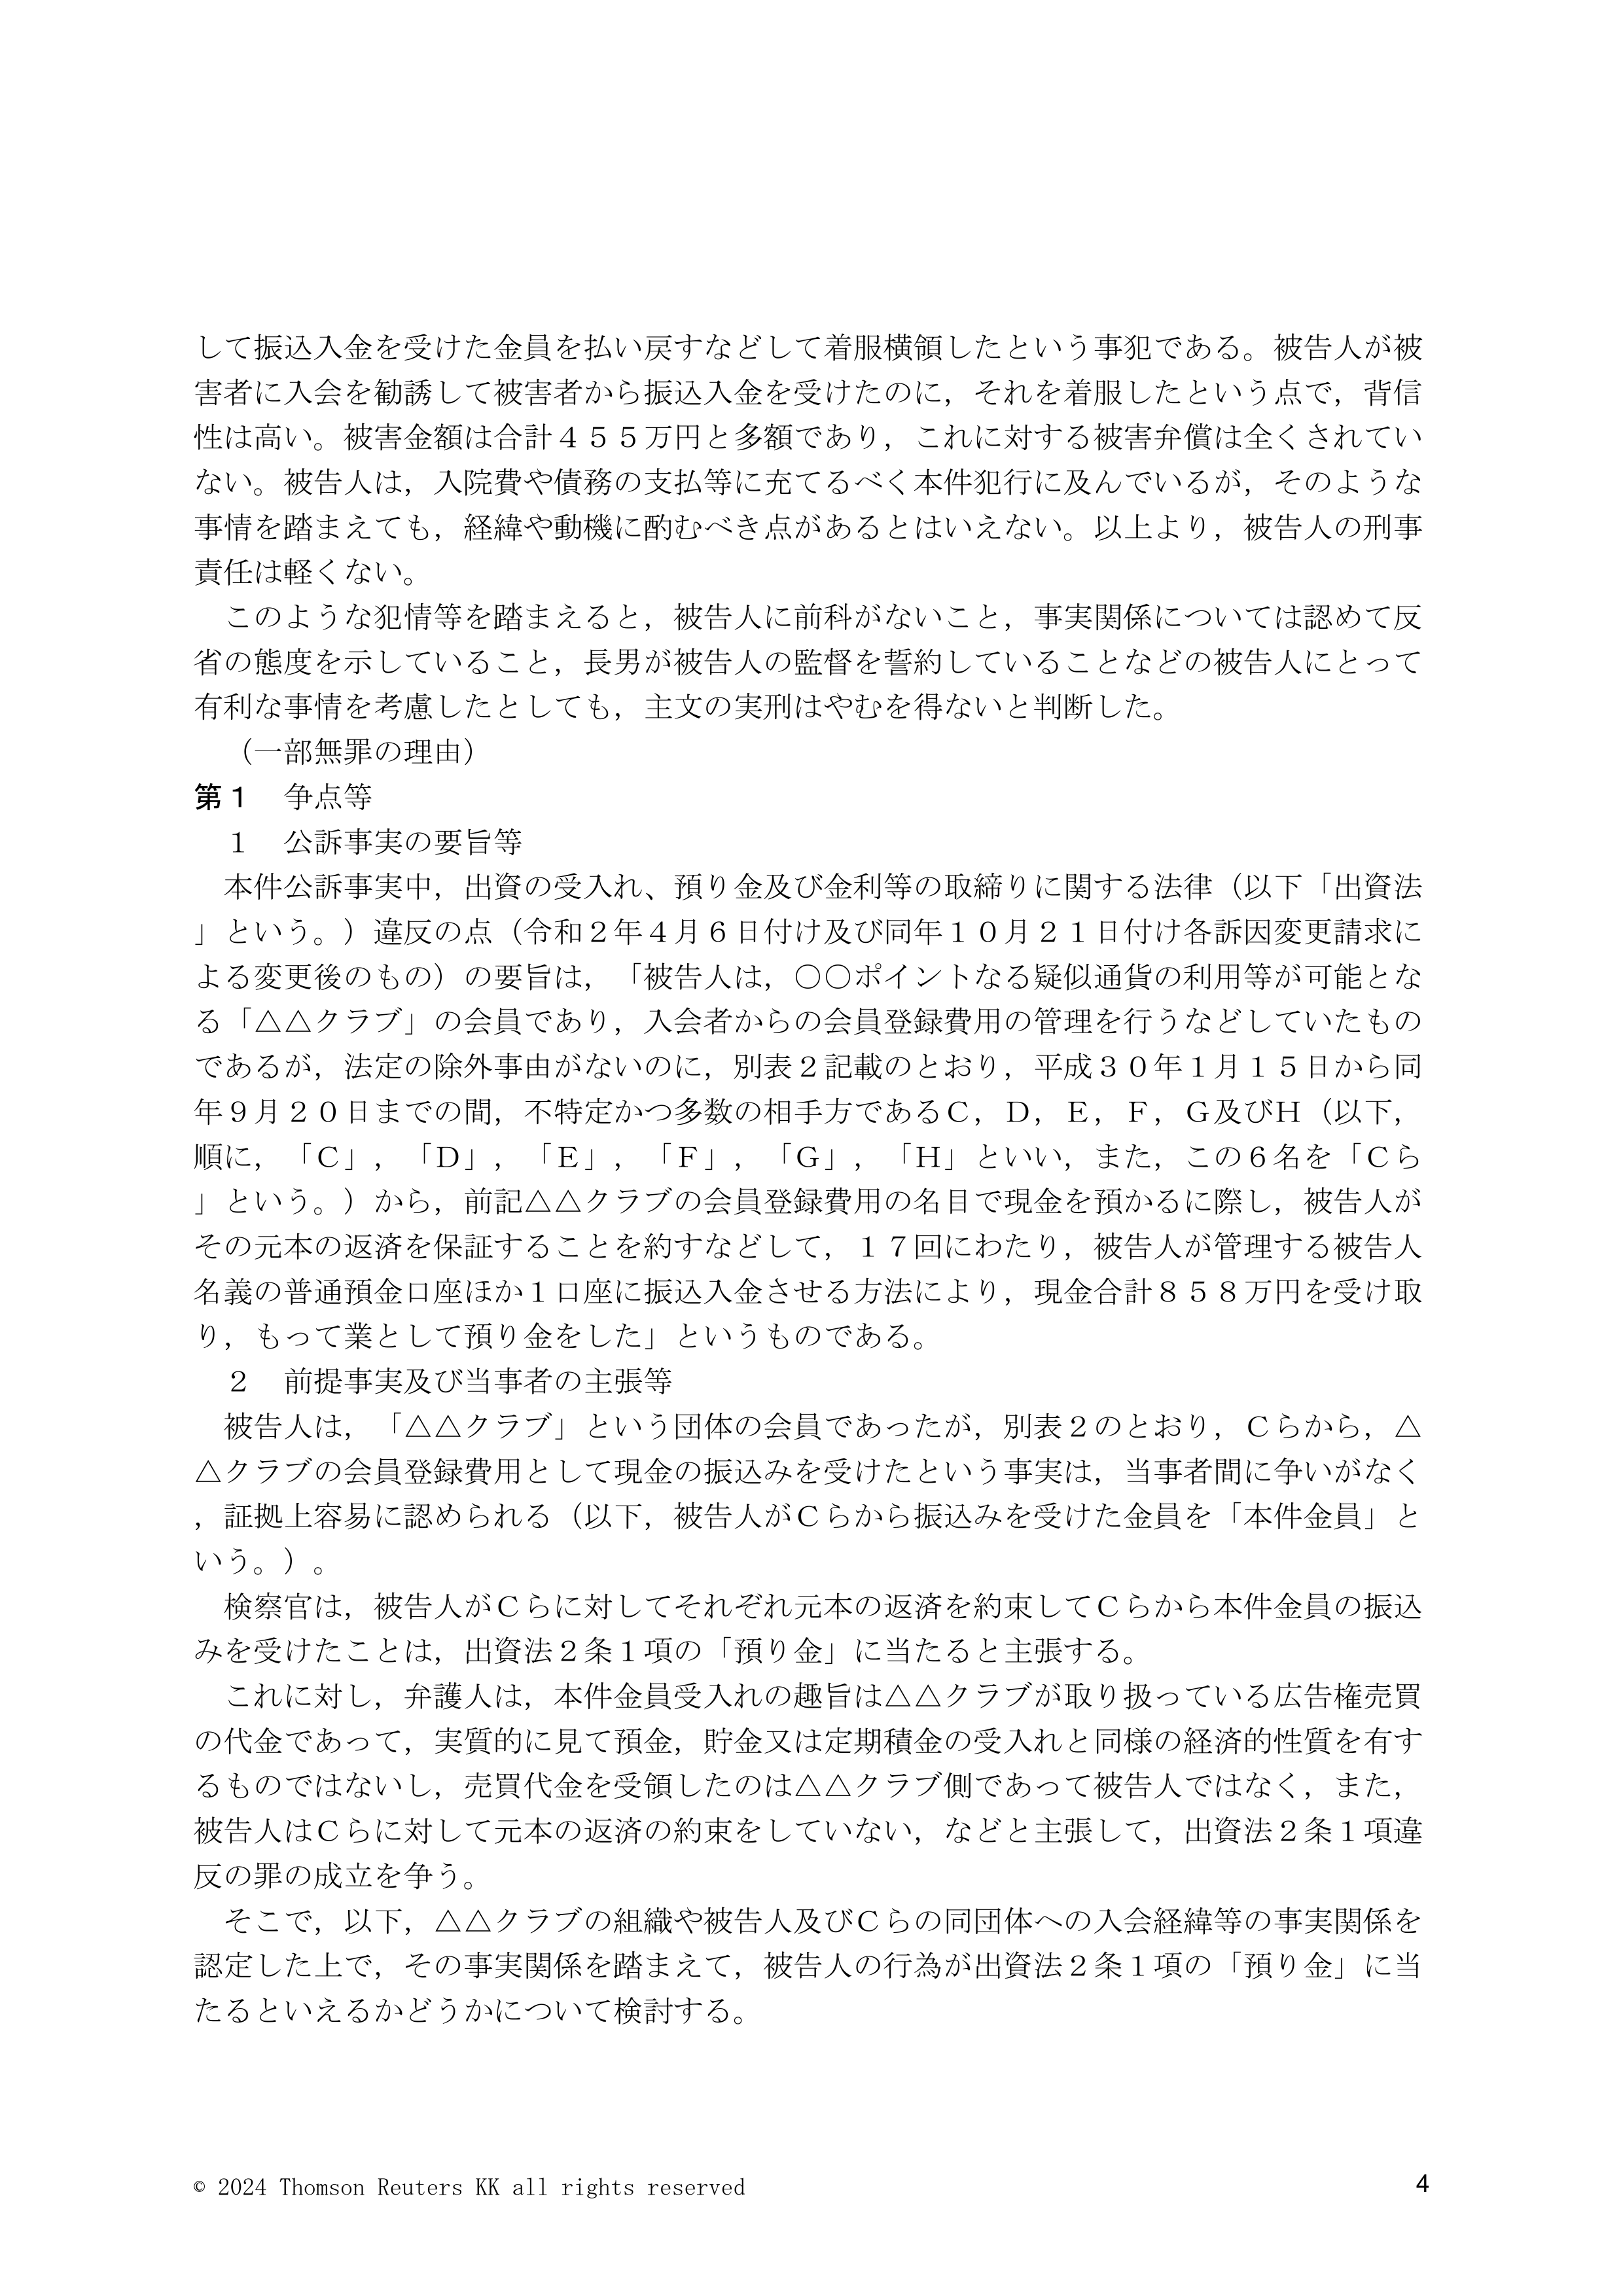 して振込入金を受けた金員を払い戻すなどして着服横領したという事犯である。被告人が被
害者に入会を勧誘して被害者から振込入金を受けたのに，それを着服したという点で，背信
性は高い。被害金額は合計４５５万円と多額であり，これに対する被害弁償は全くされてい
ない。被告人は，入院費や債務の支払等に充てるべく本件犯行に及んでいるが，そのような
事情を踏まえても，経緯や動機に酌むべき点があるとはいえない。以上より，被告人の刑事
責任は軽くない。
　このような犯情等を踏まえると，被告人に前科がないこと，事実関係については認めて反
省の態度を示していること，長男が被告人の監督を誓約していることなどの被告人にとって
有利な事情を考慮したとしても，主文の実刑はやむを得ないと判断した。
　（一部無罪の理由）
第１　争点等
　１　公訴事実の要旨等
　本件公訴事実中，出資の受入れ、預り金及び金利等の取締りに関する法律（以下「出資法
」という。）違反の点（令和２年４月６日付け及び同年１０月２１日付け各訴因変更請求に
よる変更後のもの）の要旨は，「被告人は，〇〇ポイントなる疑似通貨の利用等が可能とな
る「△△クラブ」の会員であり，入会者からの会員登録費用の管理を行うなどしていたもの
であるが，法定の除外事由がないのに，別表２記載のとおり，平成３０年１月１５日から同
年９月２０日までの間，不特定かつ多数の相手方であるＣ，Ｄ，Ｅ，Ｆ，Ｇ及びＨ（以下，
順に，「Ｃ」，「Ｄ」，「Ｅ」，「Ｆ」，「Ｇ」，「Ｈ」といい，また，この６名を「Ｃら
」という。）から，前記△△クラブの会員登録費用の名目で現金を預かるに際し，被告人が
その元本の返済を保証することを約すなどして，１７回にわたり，被告人が管理する被告人
名義の普通預金口座ほか１口座に振込入金させる方法により，現金合計８５８万円を受け取
り，もって業として預り金をした」というものである。
　２　前提事実及び当事者の主張等
　被告人は，「△△クラブ」という団体の会員であったが，別表２のとおり，Ｃらから，△
△クラブの会員登録費用として現金の振込みを受けたという事実は，当事者間に争いがなく
，証拠上容易に認められる（以下，被告人がＣらから振込みを受けた金員を「本件金員」と
いう。）。
　検察官は，被告人がＣらに対してそれぞれ元本の返済を約束してＣらから本件金員の振込
みを受けたことは，出資法２条１項の「預り金」に当たると主張する。
　これに対し，弁護人は，本件金員受入れの趣旨は△△クラブが取り扱っている広告権売買
の代金であって，実質的に見て預金，貯金又は定期積金の受入れと同様の経済的性質を有す
るものではないし，売買代金を受領したのは△△クラブ側であって被告人ではなく，また，
被告人はＣらに対して元本の返済の約束をしていない，などと主張して，出資法２条１項違
反の罪の成立を争う。
　そこで，以下，△△クラブの組織や被告人及びＣらの同団体への入会経緯等の事実関係を
認定した上で，その事実関係を踏まえて，被告人の行為が出資法２条１項の「預り金」に当
たるといえるかどうかについて検討する。
© 2024 Thomson Reuters KK all rights reserved
4